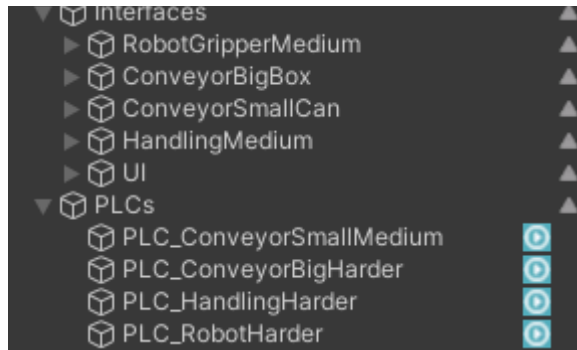 Interfaces
RobotGripperMedium
ConveyorBigBox
ConveyorSmallCan
HandlingMedium
UI
PLCs
PLC_ConveyorSmallMedium
PLC_ConveyorBigHarder
PLC_HandlingHarder
PLC_RobotHarder